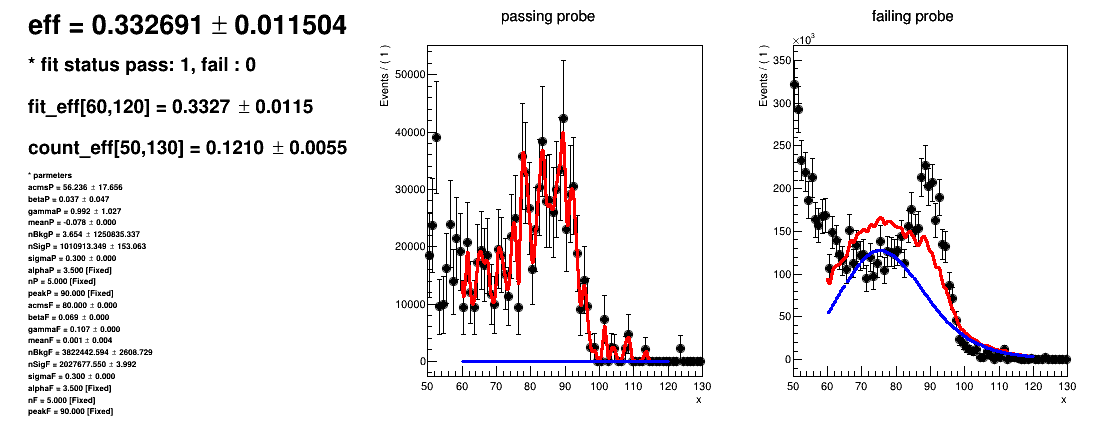 eff = 0.332691 ± 0.011504
* fit status pass: 1, fail : 0
fit_eff[60,120] = 0.3327 ± 0.0115
count_eff[50,130] = 0.1210 ± 0.0055
* parmeters
acmsP = 56.236 ± 17.656
betaP = 0.037 ± 0.047
gammaP = 0.992 ± 1.027
meanP = -0.078 ± 0.000
nBkgP = 3.654 ± 1250835.337
nSigP = 1010913.349 ± 153.063
sigmaP = 0.300 ± 0.000
alphaP = 3.500 [Fixed]
nP = 5.000 [Fixed]
peakP = 90.000 [Fixed]
acmsF = 80.000 ± 0.000
betaF = 0.069 ± 0.000
gammaF = 0.107 ± 0.000
meanF = 0.001 ± 0.004
nBkgF = 3822442.594 ± 2608.729
nSigF = 2027677.550 ± 3.992
sigmaF = 0.300 ± 0.000
alphaF = 3.500 [Fixed]
nF = 5.000 [Fixed]
peakF = 90.000 [Fixed]
passing probe
Events / ( 1 )
50000
40000
30000
20000
10000
0
50 60 70 80 90 100 110 120 130
x
failing probe
×10³
Events / ( 1 )
350
300
250
200
150
100
50
0
50 60 70 80 90 100 110 120 130
x